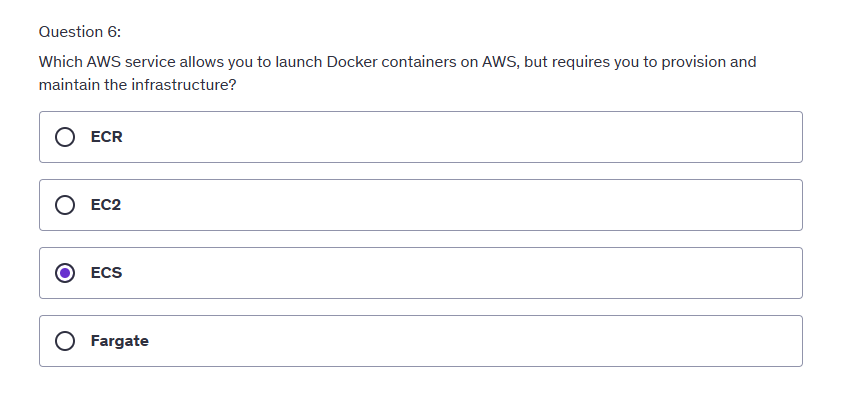 Question 6:
Which AWS service allows you to launch Docker containers on AWS, but requires you to provision and
maintain the infrastructure?
ECR
EC2
ECS
Fargate